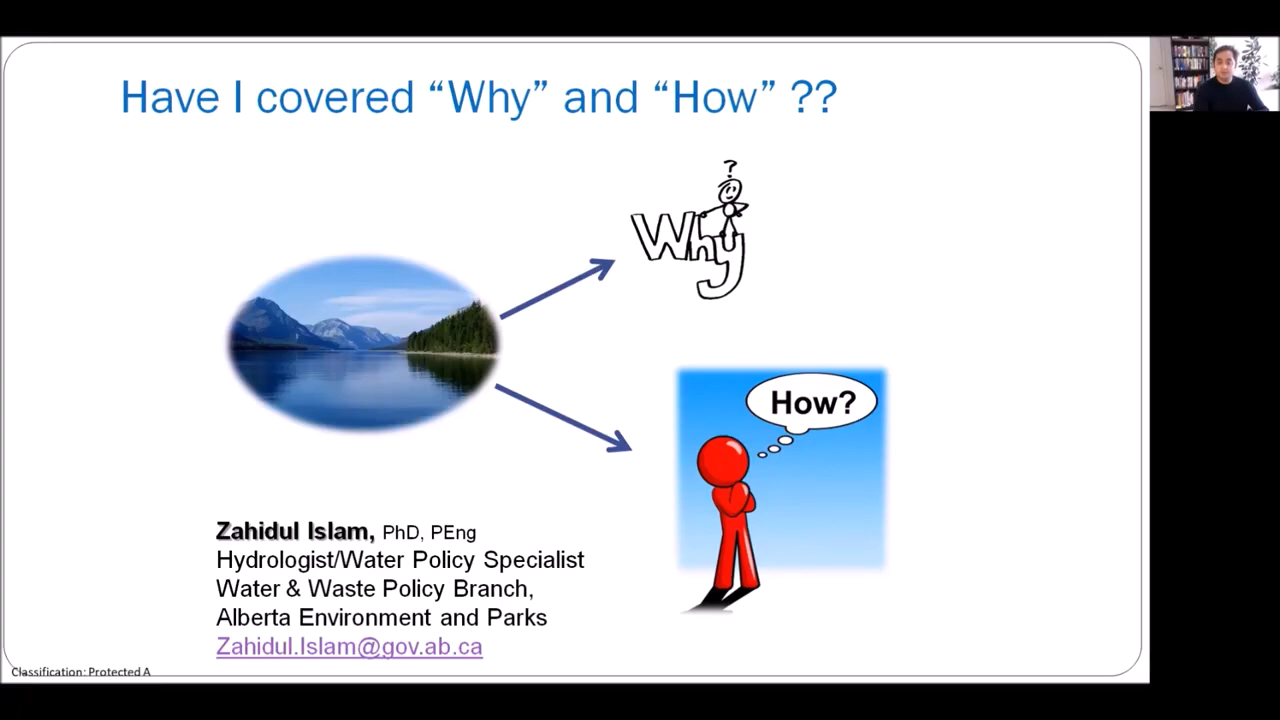 Have I covered “Why” and “How” ??
?
Why
How?
Zahidul Islam, PhD, PEng
Hydrologist/Water Policy Specialist
Water & Waste Policy Branch,
Alberta Environment and Parks
Zahidul.Islam@gov.ab.ca
Classification: Protected A